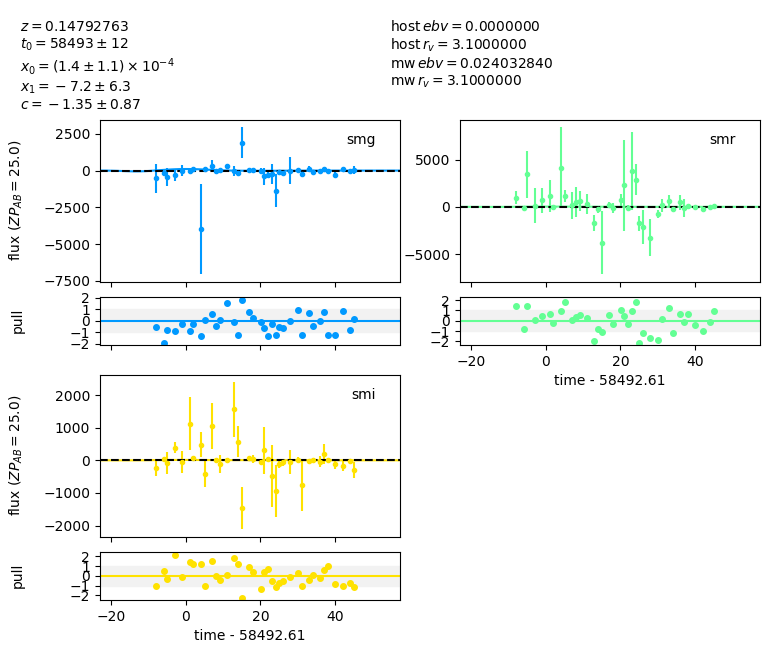 z = 0.14792763
t₀ = 58493 ± 12
x₀ = (1.4 ± 1.1) × 10⁻⁴
x₁ = −7.2 ± 6.3
c = −1.35 ± 0.87
host ebv = 0.0000000
host r_v = 3.1000000
mw ebv = 0.024032840
mw r_v = 3.1000000
smg
flux (ZP_AB = 25.0)
2500
0
−2500
−5000
−7500
pull
2
1
0
−1
−2
smr
5000
0
−5000
2
1
0
−1
−2
−20 0 20 40
time - 58492.61
smi
flux (ZP_AB = 25.0)
2000
1000
0
−1000
−2000
pull
2
1
0
−1
−2
−20 0 20 40
time - 58492.61